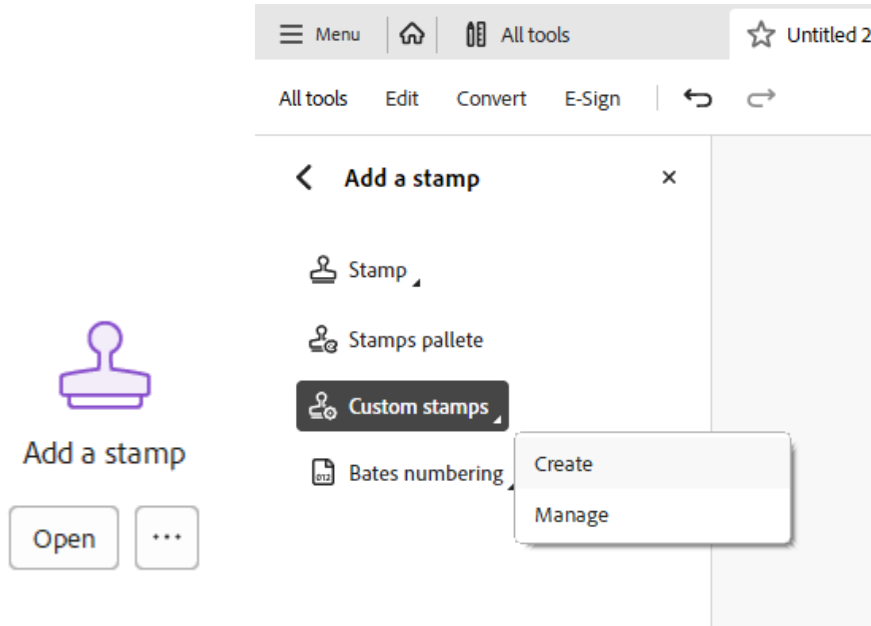 Menu
All tools
Untitled 2
All tools Edit Convert E-Sign
Add a stamp
Stamp
Stamps pallete
Custom stamps
Create
Bates numbering
Manage
Add a stamp
Open ...